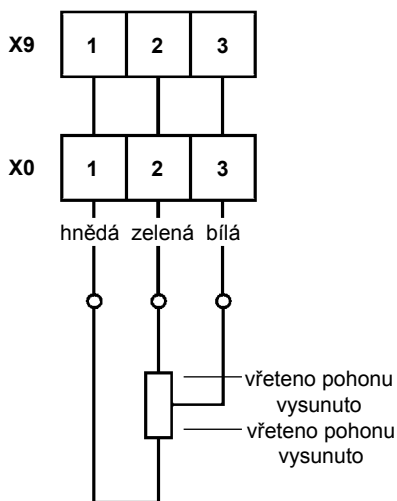 X9 1 2 3
X0 1 2 3
hnědá zelená bílá
vřeteno pohonu
vysunuto
vřeteno pohonu
vysunuto